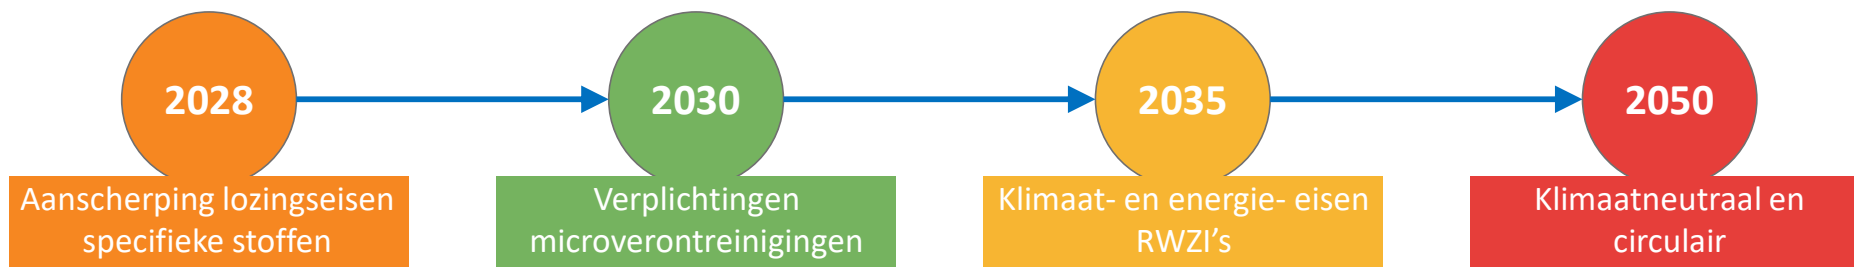 2028
2030
2035
2050
Aanscherping lozingseisen
specifieke stoffen
Verplichtingen
microverontreinigingen
Klimaat- en energie- eisen
RWZI’s
Klimaatneutraal en
circulair